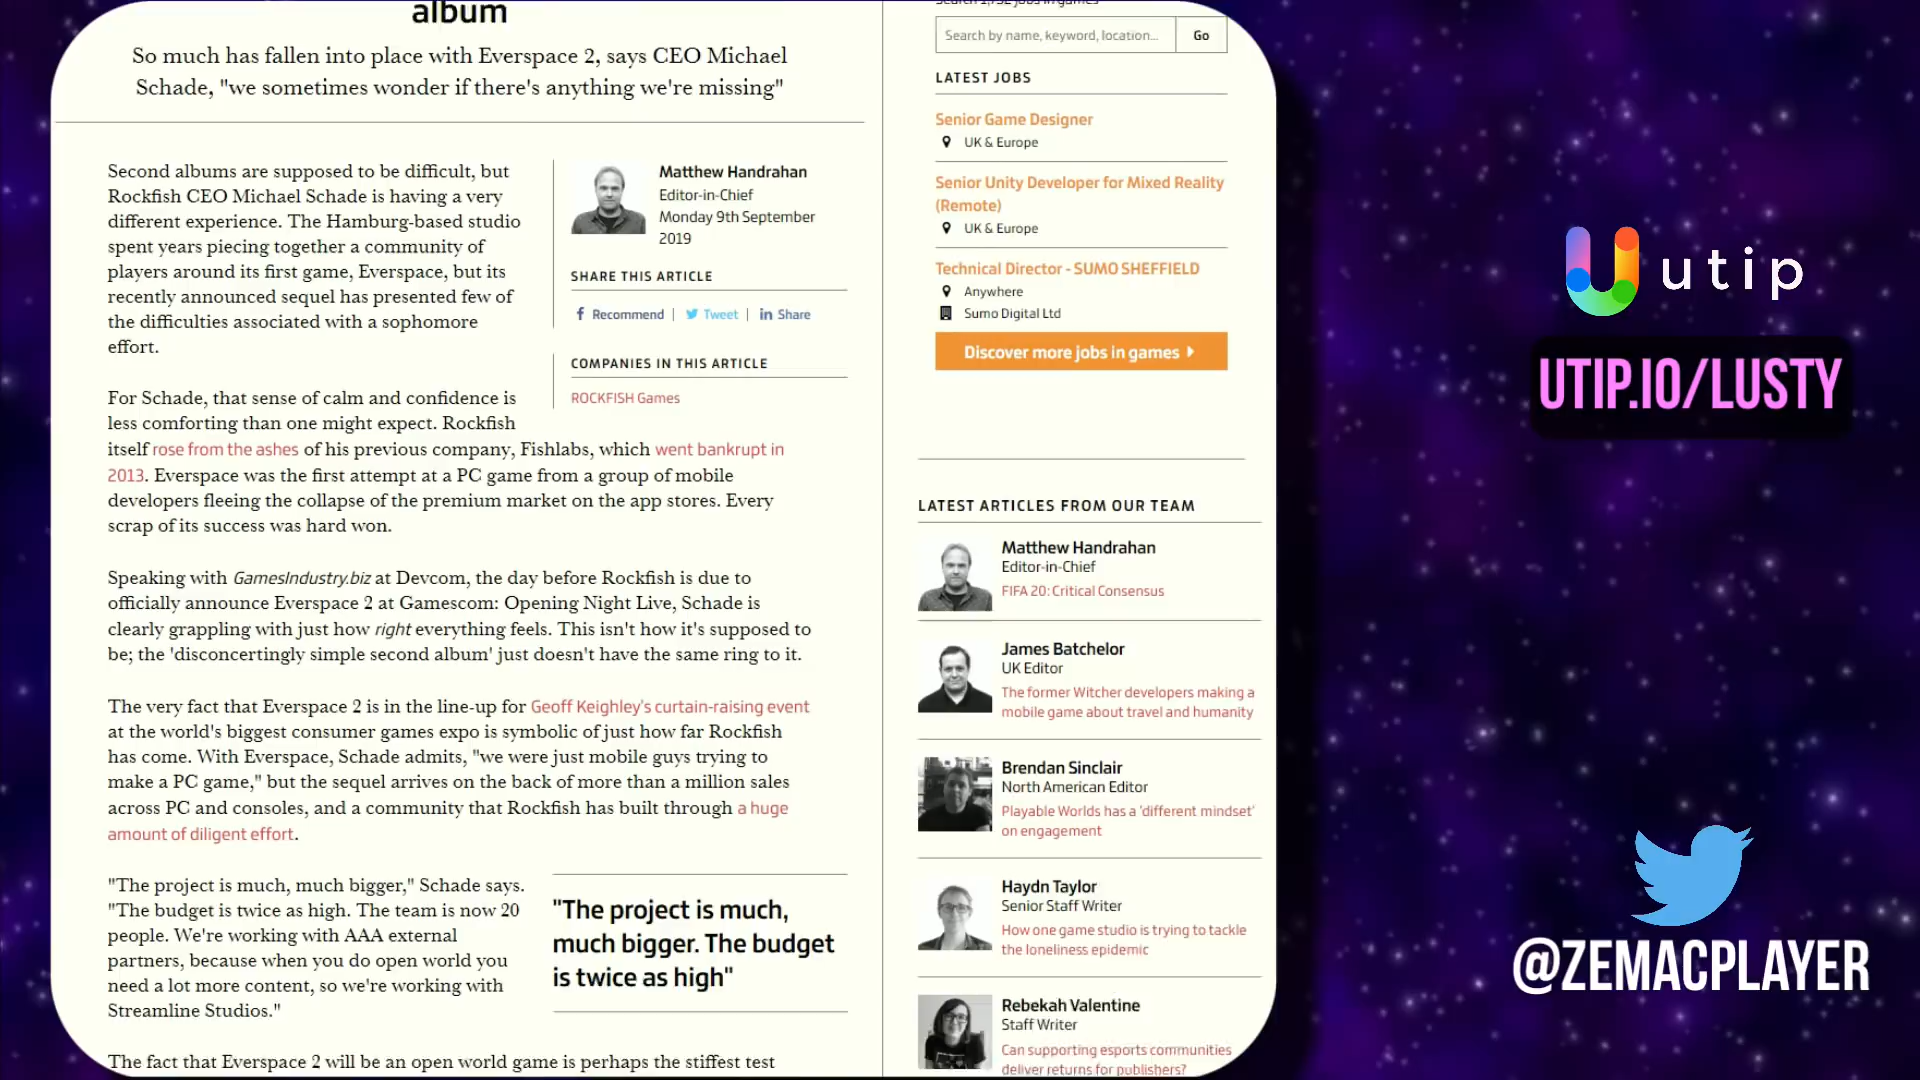 album
So much has fallen into place with Everspace 2, says CEO Michael
Schade, "we sometimes wonder if there's anything we're missing"
Second albums are supposed to be difficult, but
Rockfish CEO Michael Schade is having a very
different experience. The Hamburg-based studio
spent years piecing together a community of
players around its first game, Everspace, but its
recently announced sequel has presented few of
the difficulties associated with a sophomore
effort.
Matthew Handrahan
Editor-in-Chief
Monday 9th September
2019
SHARE THIS ARTICLE
Recommend | Tweet | in Share
COMPANIES IN THIS ARTICLE
ROCKFISH Games
For Schade, that sense of calm and confidence is
less comforting than one might expect. Rockfish
itself rose from the ashes of his previous company, Fishlabs, which went bankrupt in
2013. Everspace was the first attempt at a PC game from a group of mobile
developers fleeing the collapse of the premium market on the app stores. Every
scrap of its success was hard won.
Speaking with GamesIndustry.biz at Devcom, the day before Rockfish is due to
officially announce Everspace 2 at Gamescom: Opening Night Live, Schade is
clearly grappling with just how right everything feels. This isn't how it's supposed to
be; the 'disconcertingly simple second album' just doesn't have the same ring to it.
The very fact that Everspace 2 is in the line-up for Geoff Keighley's curtain-raising event
at the world's biggest consumer games expo is symbolic of just how far Rockfish
has come. With Everspace, Schade admits, "we were just mobile guys trying to
make a PC game," but the sequel arrives on the back of more than a million sales
across PC and consoles, and a community that Rockfish has built through a huge
amount of diligent effort.
"The project is much, much bigger," Schade says.
"The budget is twice as high. The team is now 20
people. We're working with AAA external
partners, because when you do open world you
need a lot more content, so we're working with
Streamline Studios."
"The project is much,
much bigger. The budget
is twice as high"
The fact that Everspace 2 will be an open world game is perhaps the stiffest test
Search 1,732 jobs in games
Search by name, keyword, location...
Go
LATEST JOBS
Senior Game Designer
UK & Europe
Senior Unity Developer for Mixed Reality
(Remote)
UK & Europe
Technical Director - SUMO SHEFFIELD
Anywhere
Sumo Digital Ltd
Discover more jobs in games
LATEST ARTICLES FROM OUR TEAM
Matthew Handrahan
Editor-in-Chief
FIFA 20: Critical Consensus
James Batchelor
UK Editor
The former Witcher developers making a
mobile game about travel and humanity
Brendan Sinclair
North American Editor
Playable Worlds has a 'different mindset'
on engagement
Haydn Taylor
Senior Staff Writer
How one game studio is trying to tackle
the loneliness epidemic
Rebekah Valentine
Staff Writer
Can supporting esports communities
deliver returns for publishers?
utip
UTIP.IO/LUSTY
@ZEMACPLAYER